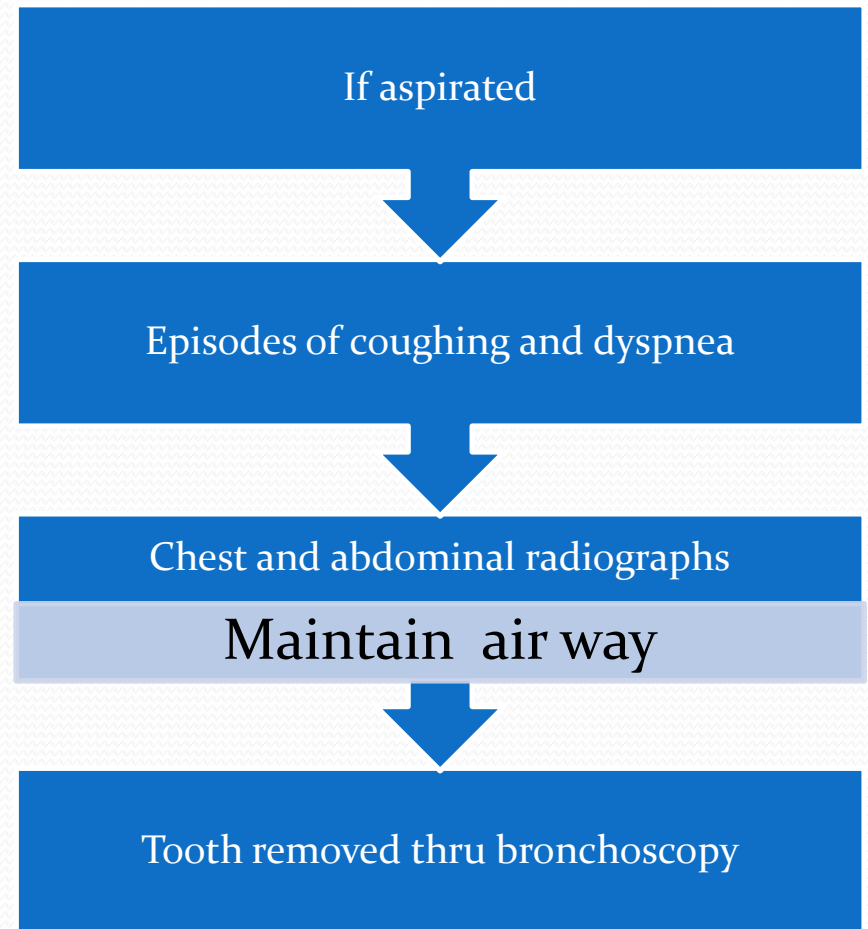 If aspirated
Episodes of coughing and dyspnea
Chest and abdominal radiographs
Maintain air way
Tooth removed thru bronchoscopy